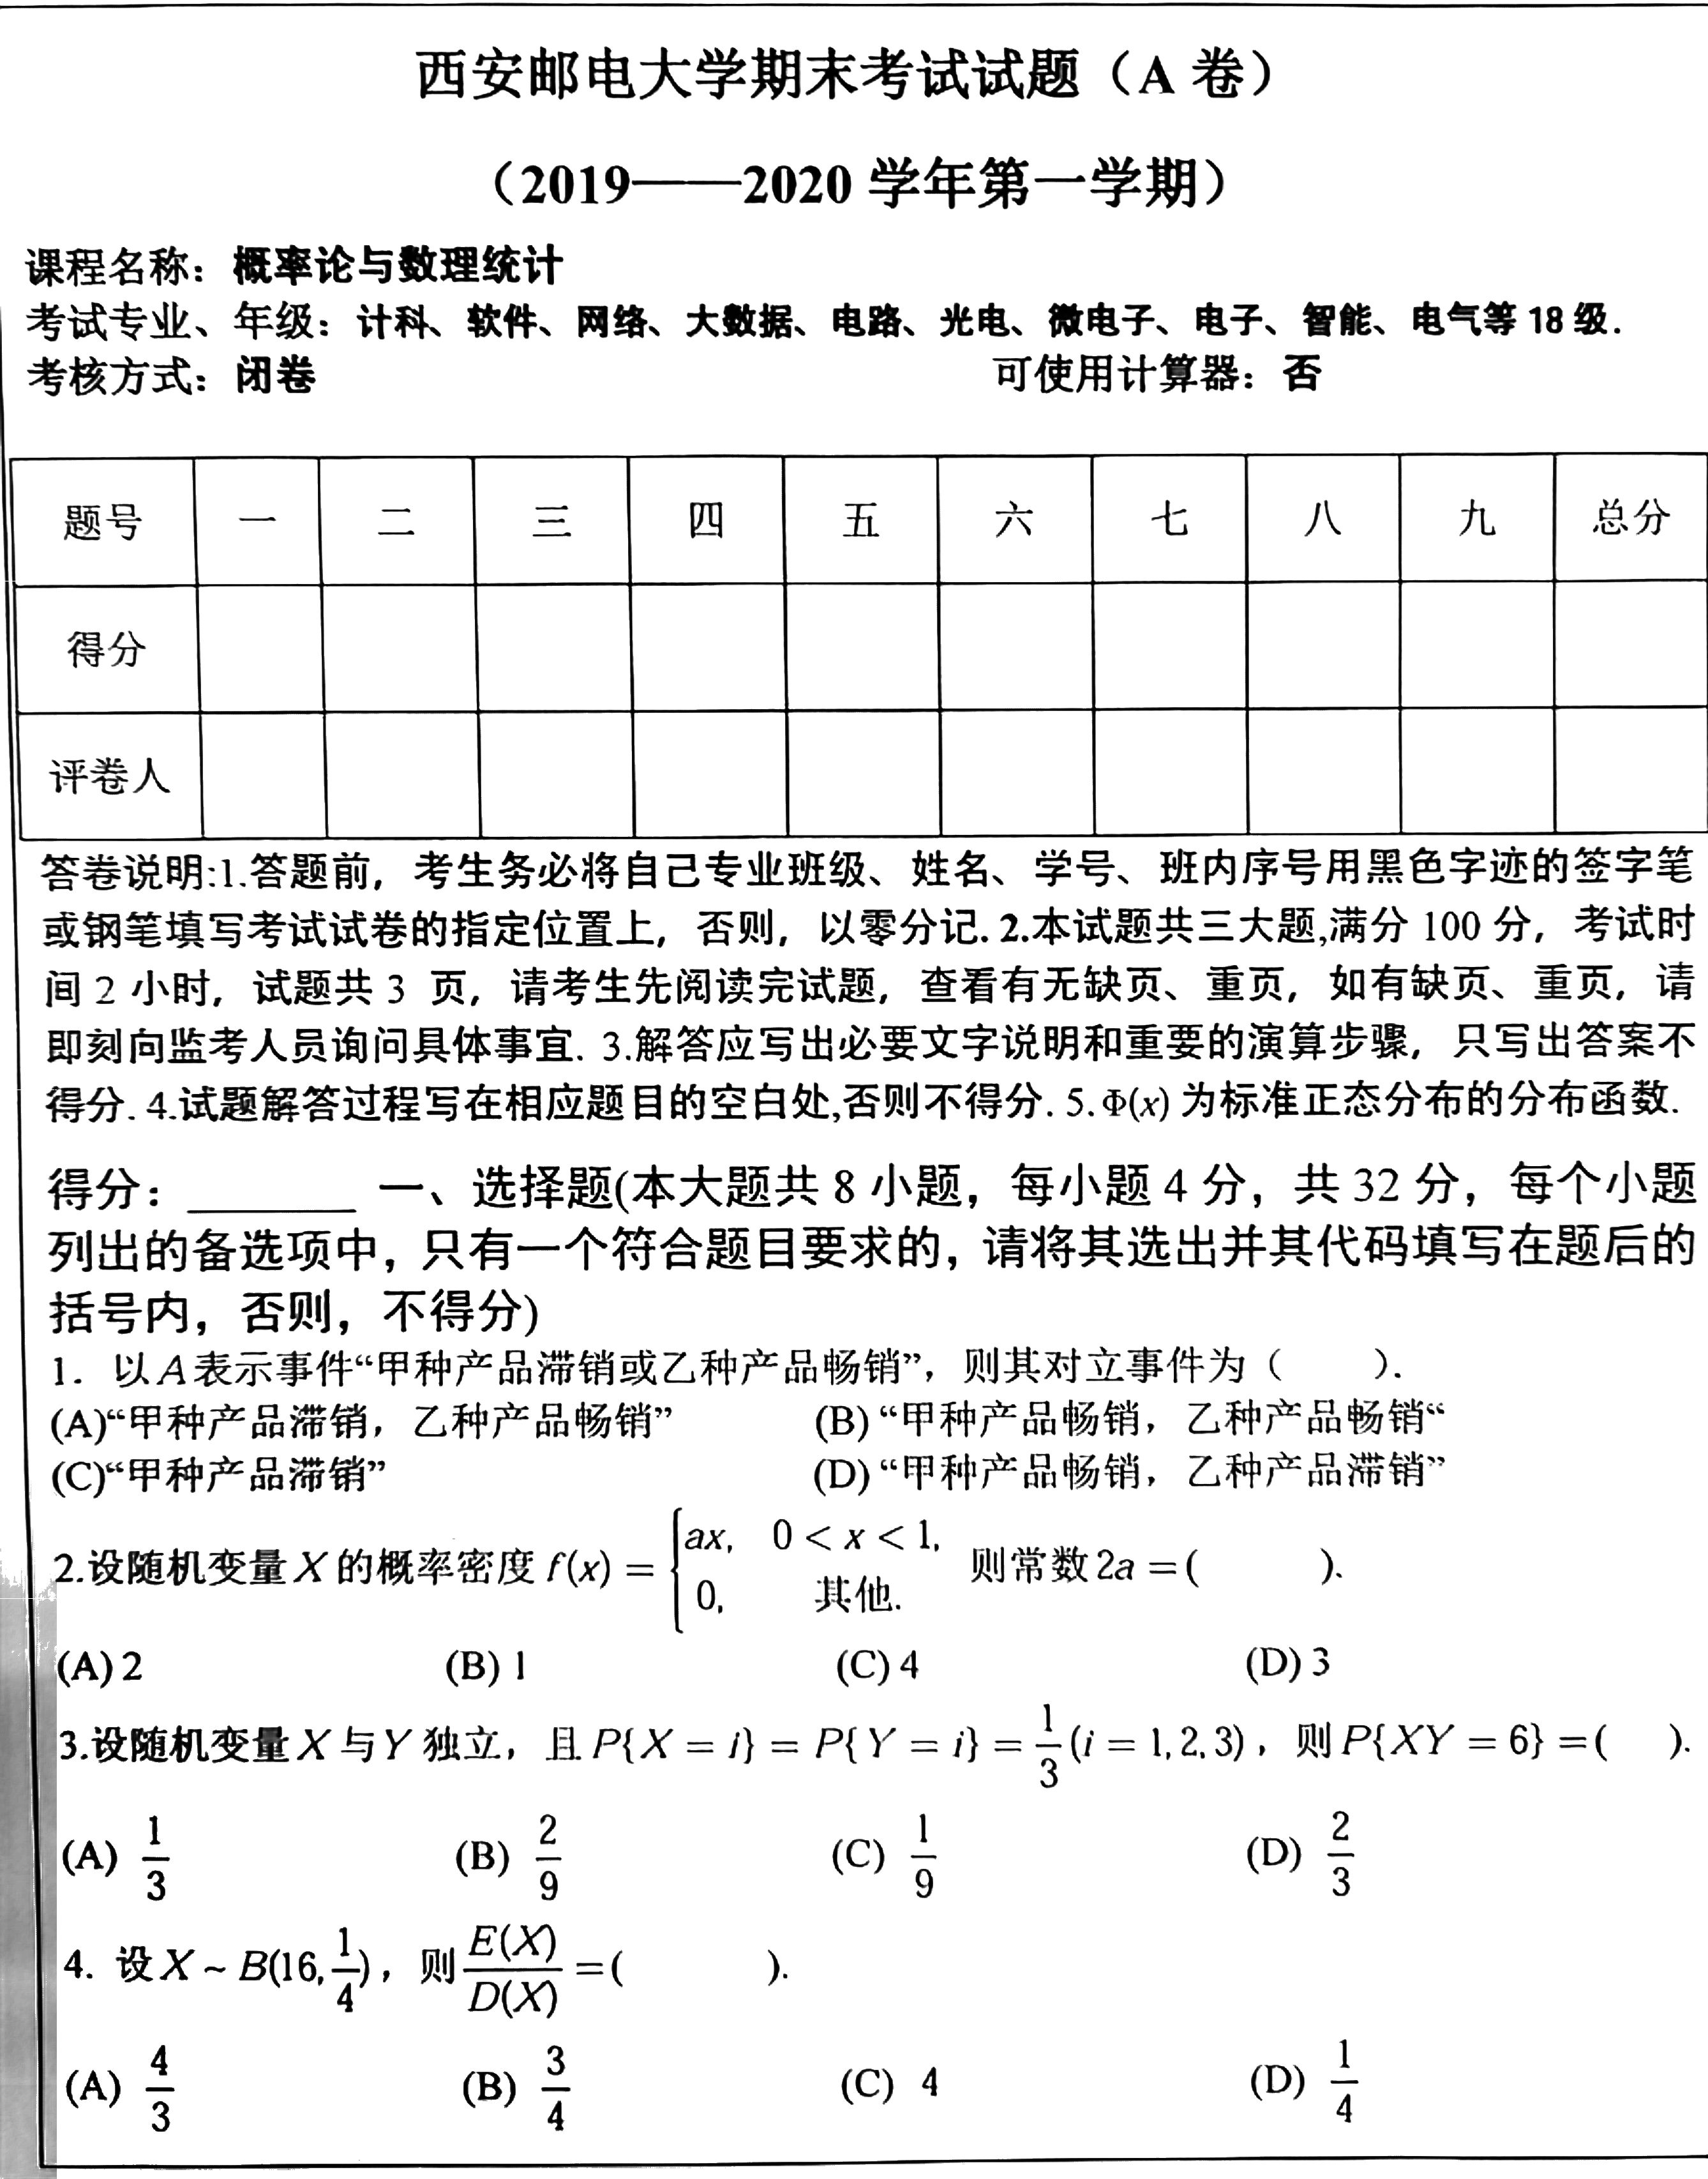 西安邮电大学期末考试试题（A 卷）
（2019——2020 学年第一学期）
课程名称：概率论与数理统计
考试专业、年级：计科、软件、网络、大数据、电路、光电、微电子、电子、智能、电气等 18 级.
考核方式：闭卷 可使用计算器：否
题号 一 二 三 四 五 六 七 八 九 总分
得分
评卷人
答卷说明:1.答题前，考生务必将自己专业班级、姓名、学号、班内序号用黑色字迹的签字笔
或钢笔填写考试试卷的指定位置上，否则，以零分记. 2.本试题共三大题,满分 100 分，考试时
间 2 小时，试题共 3 页，请考生先阅读完试题，查看有无缺页、重页，如有缺页、重页，请
即刻向监考人员询问具体事宜. 3.解答应写出必要文字说明和重要的演算步骤，只写出答案不
得分. 4.试题解答过程写在相应题目的空白处,否则不得分. 5. Φ(x) 为标准正态分布的分布函数.
得分：________ 一、选择题(本大题共 8 小题，每小题 4 分，共 32 分，每个小题
列出的备选项中，只有一个符合题目要求的，请将其选出并其代码填写在题后的
括号内，否则，不得分)
1．以 A 表示事件“甲种产品滞销或乙种产品畅销”，则其对立事件为（ ）.
(A)“甲种产品滞销，乙种产品畅销” (B) “甲种产品畅销，乙种产品畅销“
(C)“甲种产品滞销” (D) “甲种产品畅销，乙种产品滞销”
2.设随机变量 X 的概率密度 f(x) = { ax, 0 < x < 1, 0, 其他. 则常数 2a = ( ).
(A) 2 (B) 1 (C) 4 (D) 3
3.设随机变量 X 与 Y 独立，且 P{X = i} = P{Y = i} = 1/3 (i = 1, 2, 3)，则 P{XY = 6} = ( ).
(A) 1/3 (B) 2/9 (C) 1/9 (D) 2/3
4. 设 X ~ B(16, 1/4)，则 E(X)/D(X) = ( ).
(A) 4/3 (B) 3/4 (C) 4 (D) 1/4